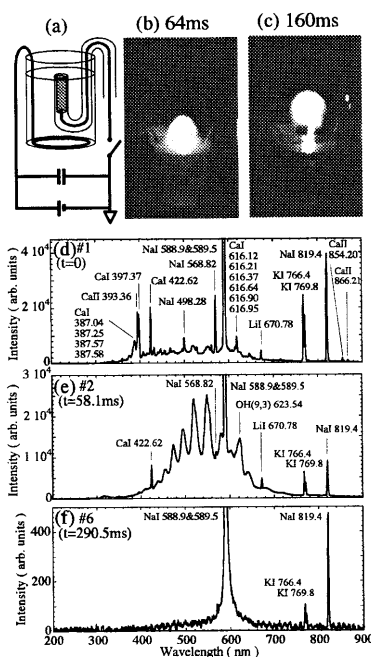 (a)
(b) 64ms
(c) 160ms
(d) #1
(t=0)
Intensity ( arb. units )
4 10⁴
2 10⁴
0
CaI
387.04
387.25
387.57
387.58
CaII 393.36
CaI 397.37
CaI 422.62
NaI 498.28
NaI 568.82
NaI 588.9&589.5
CaI
616.12
616.21
616.37
616.64
616.90
616.95
LiI 670.78
KI 766.4
KI 769.8
NaI 819.4
CaII
854.20
CaII
866.21
(e) #2
(t=58.1ms)
Intensity ( arb. units )
3 10⁴
2 10⁴
1 10⁴
0
CaI 422.62
NaI 568.82
NaI 588.9&589.5
OH(9,3) 623.54
LiI 670.78
KI 766.4
KI 769.8
NaI 819.4
(f) #6
(t=290.5ms)
Intensity ( arb. units )
400
200
0
NaI 588.9&589.5
KI 766.4
KI 769.8
NaI 819.4
200 300 400 500 600 700 800 900
Wavelength ( nm )